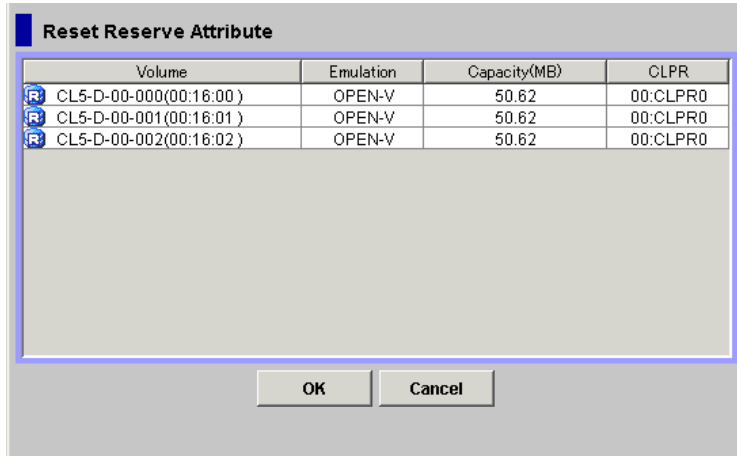 Reset Reserve Attribute
Volume Emulation Capacity(MB) CLPR
R CL5-D-00-000(00:16:00 ) OPEN-V 50.62 00:CLPR0
R CL5-D-00-001(00:16:01 ) OPEN-V 50.62 00:CLPR0
R CL5-D-00-002(00:16:02 ) OPEN-V 50.62 00:CLPR0
OK Cancel